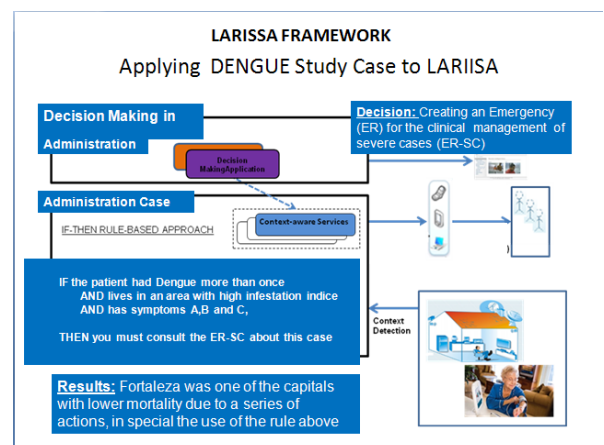 LARISSA FRAMEWORK
Applying DENGUE Study Case to LARIISA
Decision Making in
Administration
Decision: Creating an Emergency
(ER) for the clinical management of
severe cases (ER-SC)
Decision
MakingApplication
Administration Case
IF-THEN RULE-BASED APPROACH
Context-aware Services
)
IF the patient had Dengue more than once
AND lives in an area with high infestation indice
AND has symptoms A,B and C,
THEN you must consult the ER-SC about this case
Context
Detection
Results: Fortaleza was one of the capitals
with lower mortality due to a series of
actions, in special the use of the rule above